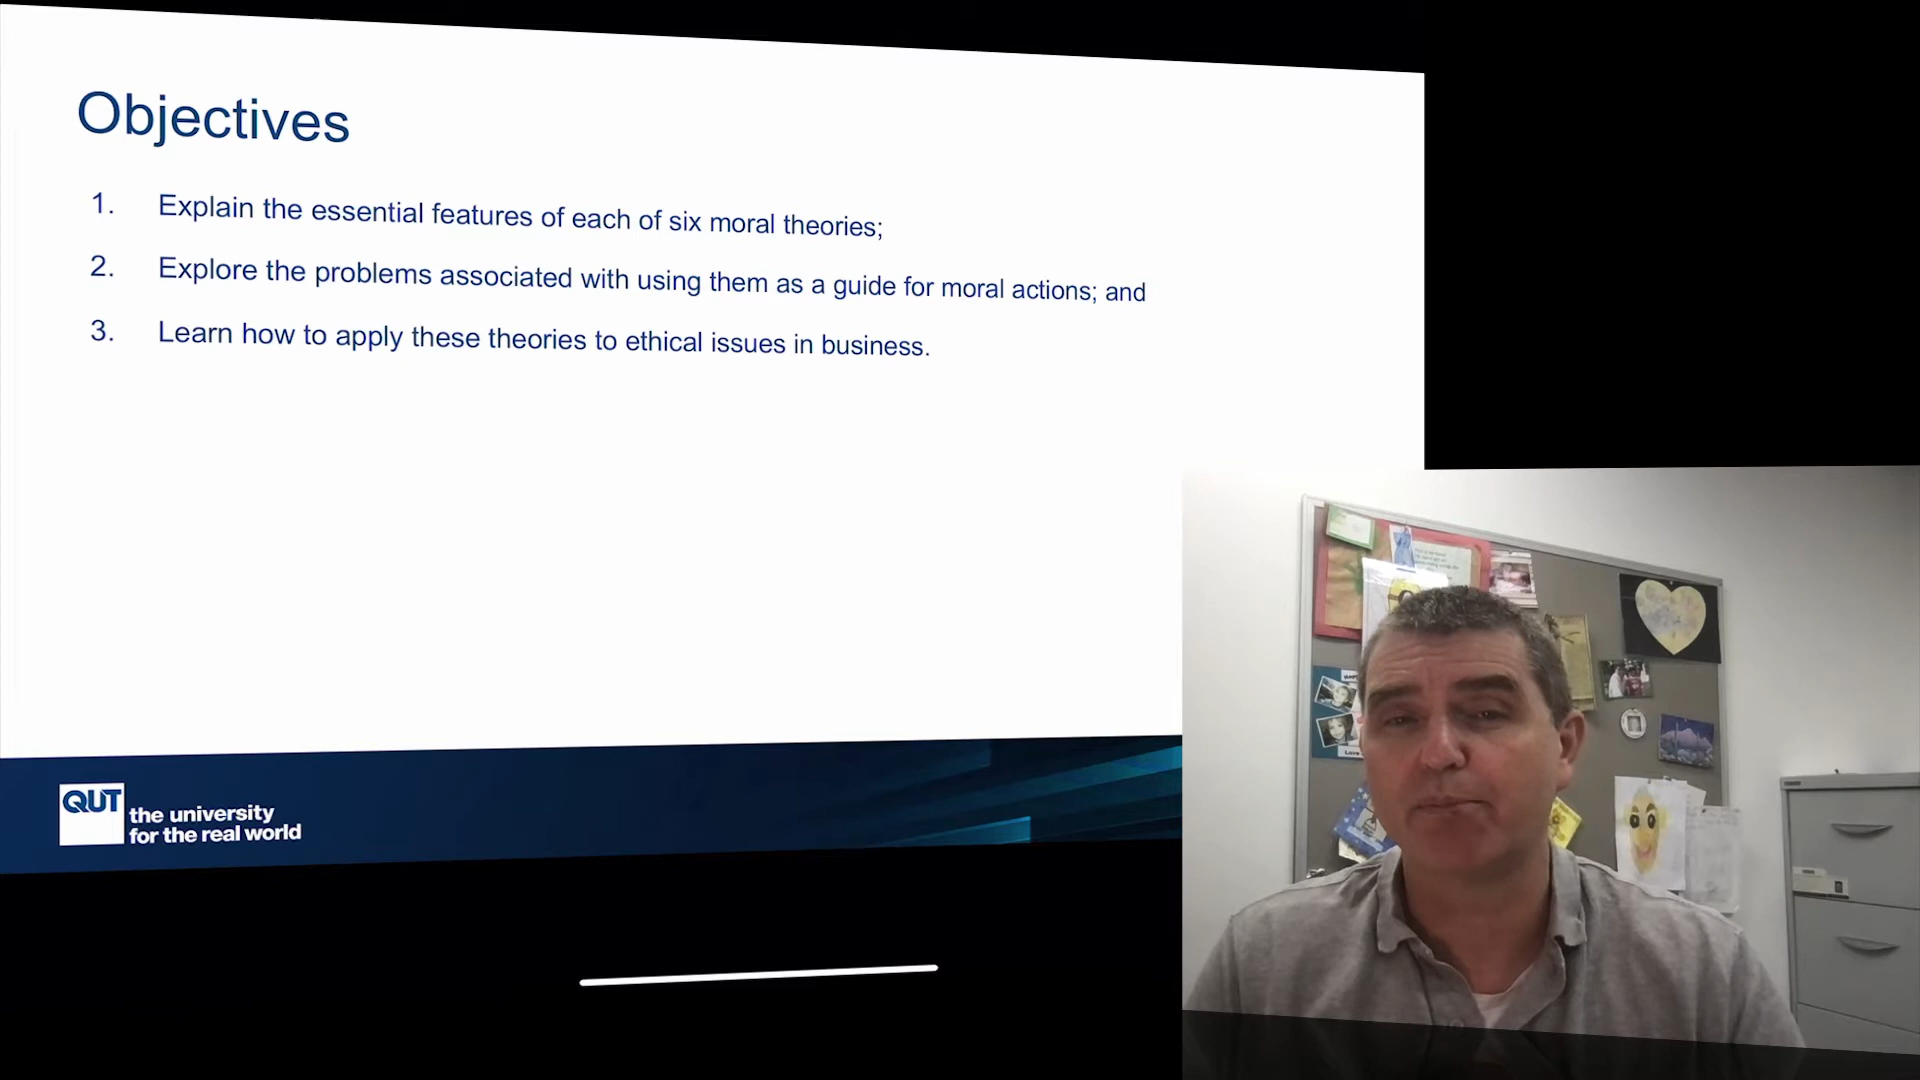 Objectives
1. Explain the essential features of each of six moral theories;
2. Explore the problems associated with using them as a guide for moral actions; and
3. Learn how to apply these theories to ethical issues in business.
QUT
the university
for the real world